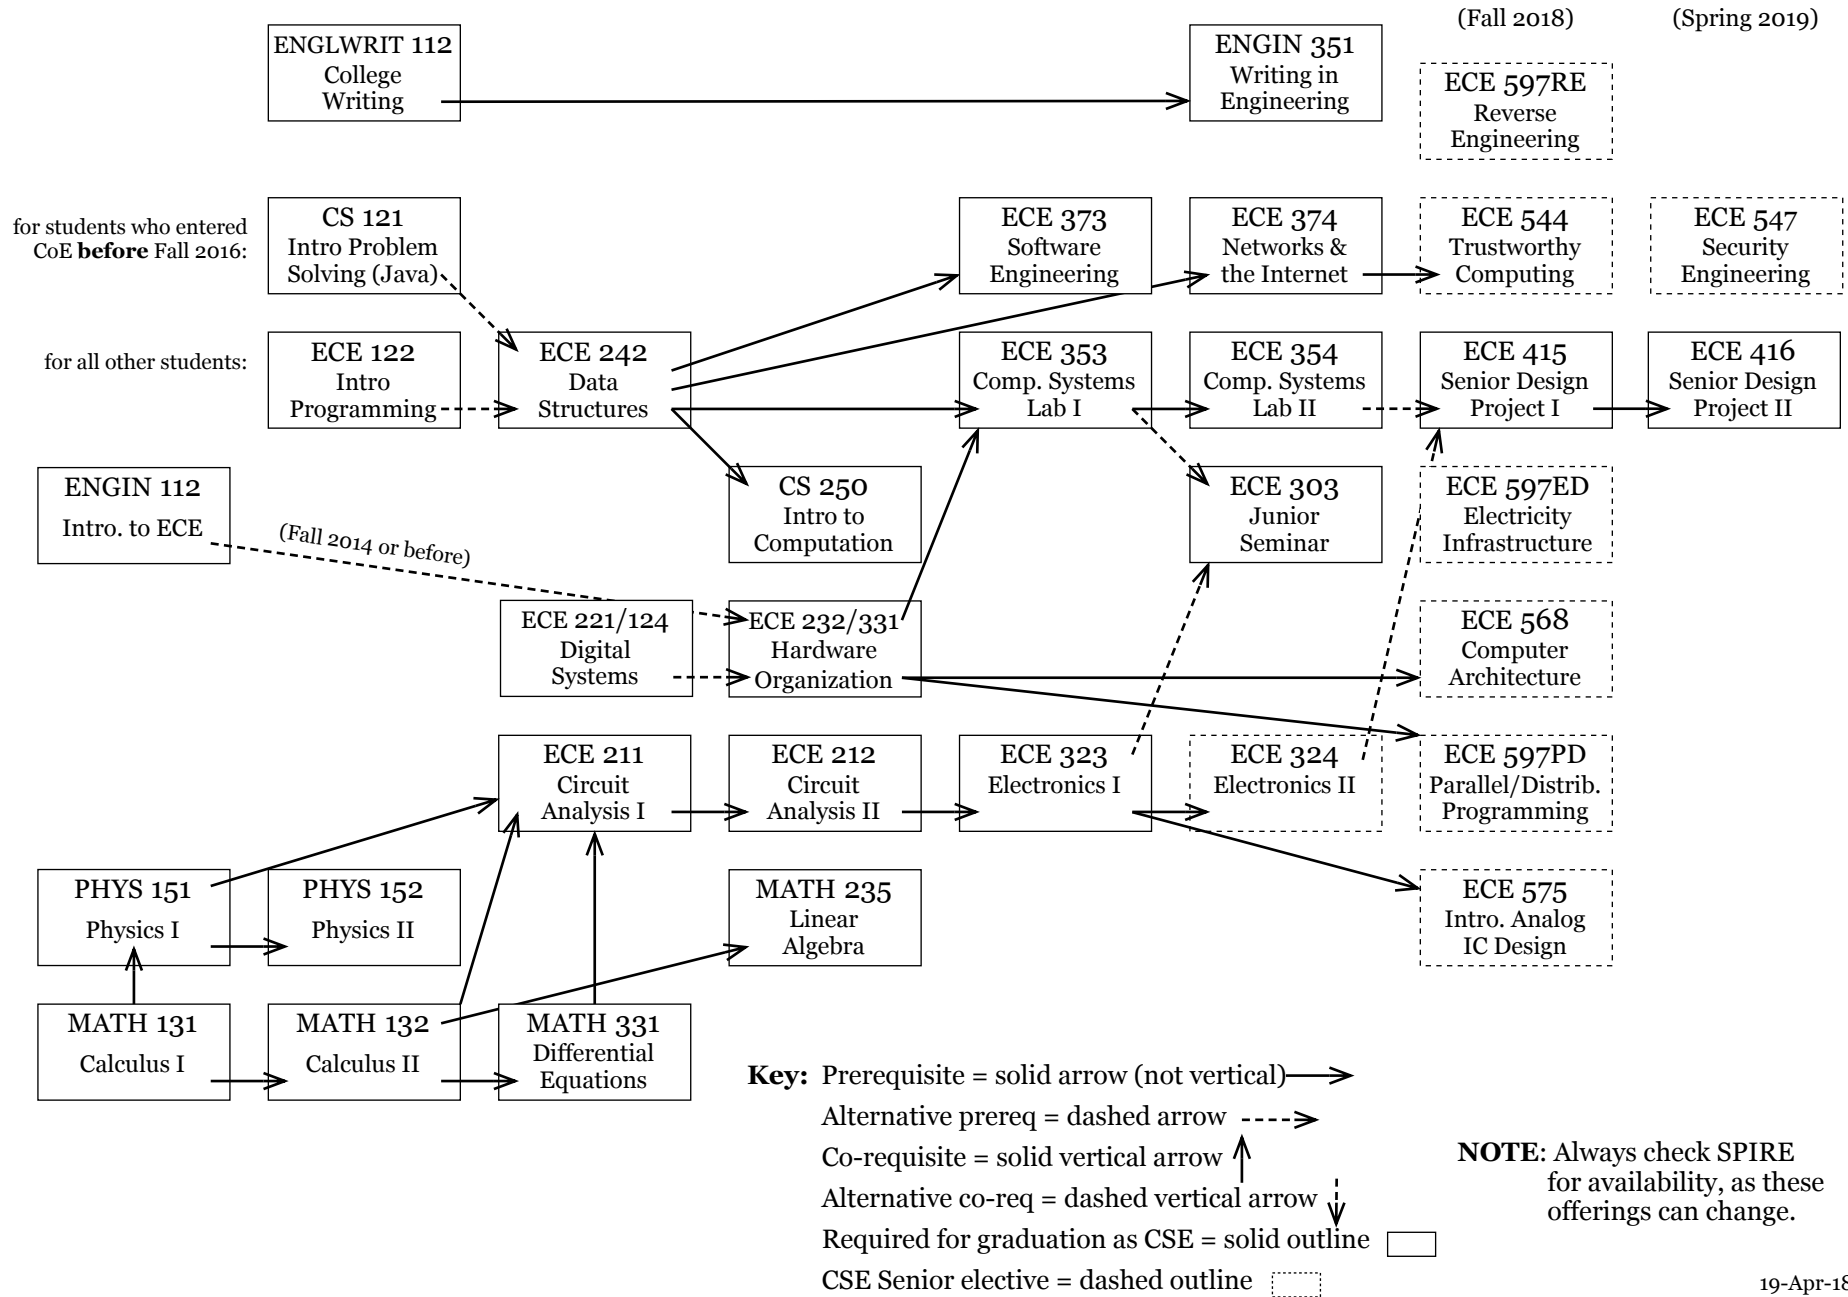 (Fall 2018)
(Spring 2019)
ENGLWRIT 112
College
Writing
ENGIN 351
Writing in
Engineering
ECE 597RE
Reverse
Engineering
for students who entered
CoE before Fall 2016:
CS 121
Intro Problem
Solving (Java)
ECE 373
Software
Engineering
ECE 374
Networks &
the Internet
ECE 544
Trustworthy
Computing
ECE 547
Security
Engineering
for all other students:
ECE 122
Intro
Programming
ECE 242
Data
Structures
ECE 353
Comp. Systems
Lab I
ECE 354
Comp. Systems
Lab II
ECE 415
Senior Design
Project I
ECE 416
Senior Design
Project II
ENGIN 112
Intro. to ECE
(Fall 2014 or before)
CS 250
Intro to
Computation
ECE 303
Junior
Seminar
ECE 597ED
Electricity
Infrastructure
ECE 221/124
Digital
Systems
ECE 232/331
Hardware
Organization
ECE 568
Computer
Architecture
ECE 211
Circuit
Analysis I
ECE 212
Circuit
Analysis II
ECE 323
Electronics I
ECE 324
Electronics II
ECE 597PD
Parallel/Distrib.
Programming
PHYS 151
Physics I
PHYS 152
Physics II
MATH 235
Linear
Algebra
ECE 575
Intro. Analog
IC Design
MATH 131
Calculus I
MATH 132
Calculus II
MATH 331
Differential
Equations
Key: Prerequisite = solid arrow (not vertical)
Alternative prereq = dashed arrow
Co-requisite = solid vertical arrow
Alternative co-req = dashed vertical arrow
Required for graduation as CSE = solid outline
CSE Senior elective = dashed outline
NOTE: Always check SPIRE
for availability, as these
offerings can change.
19-Apr-18